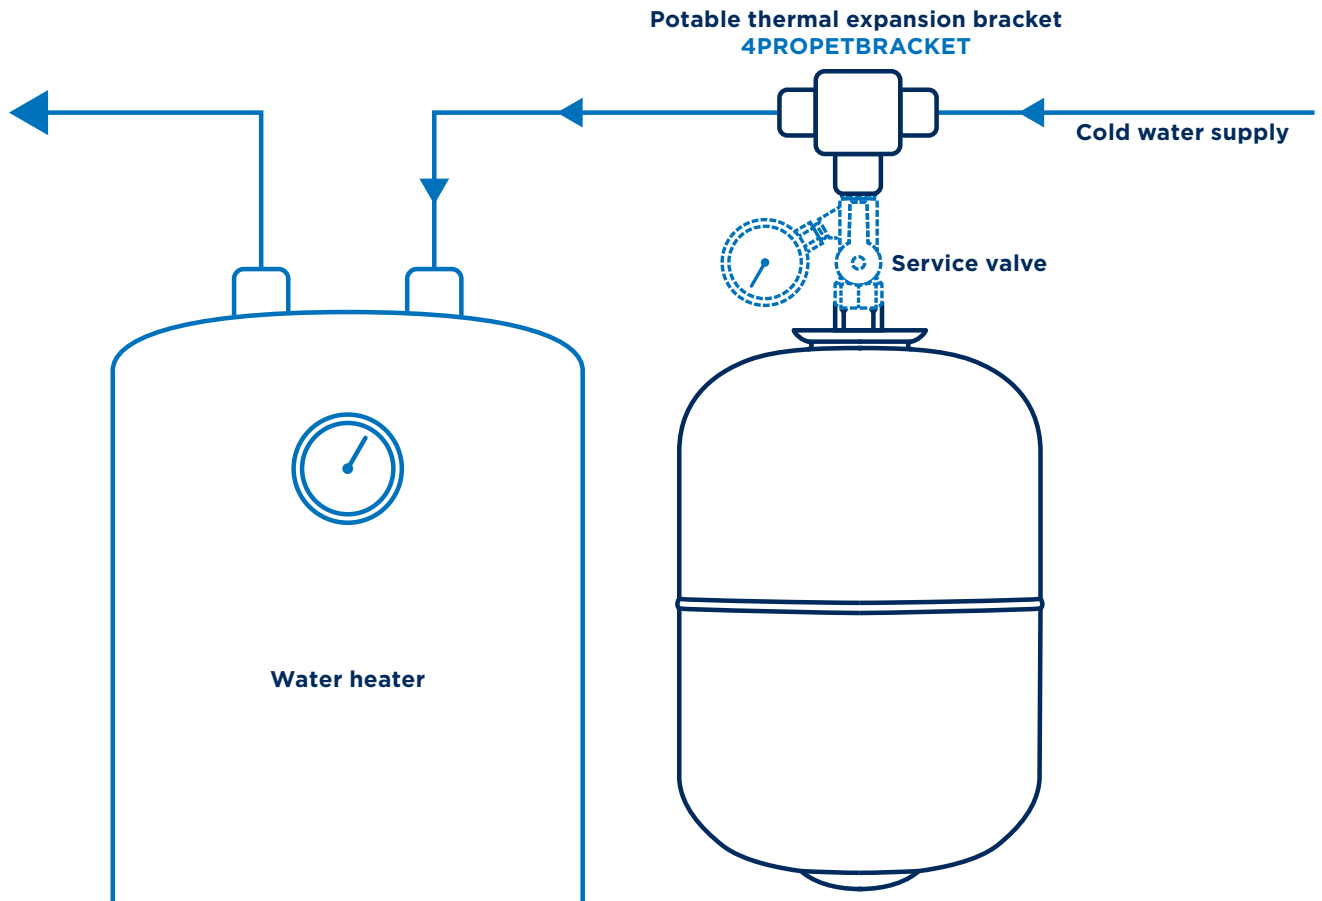 Potable thermal expansion bracket
4PROPETBRACKET
Cold water supply
Service valve
Water heater